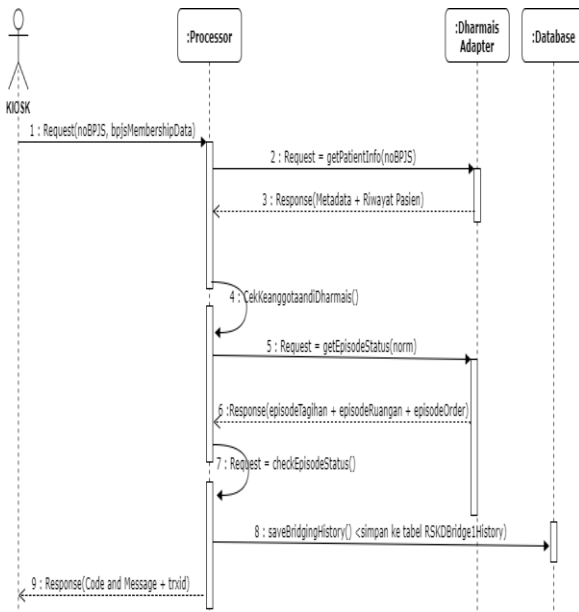 :Processor
:Dharmais
Adapter
:Database
KIOSK
1 : Request(noBPJS, bpjsMembershipData)
2 : Request = getPatientInfo(noBPJS)
3 : Response(Metadata + Riwayat Pasien)
4 : CekKeanggotaandiDharmais()
5 : Request = getEpisodeStatus(norm)
6 :Response(episodeTagihan + episodeRuangan + episodeOrder)
7 : Request = checkEpisodeStatus()
8 : saveBridgingHistory() <simpan ke tabel RSKDBridge1History)
9 : Response(Code and Message + trxid)